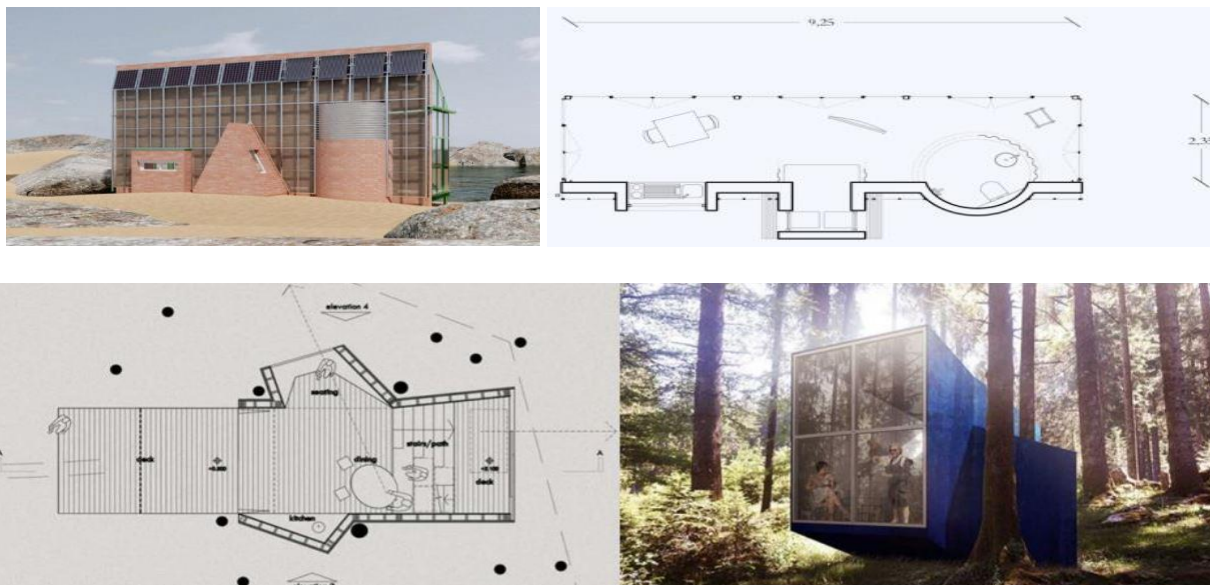 9,25
2,35
elevation 4
seating
stairs/path
deck
dining
deck
kitchen
A
A